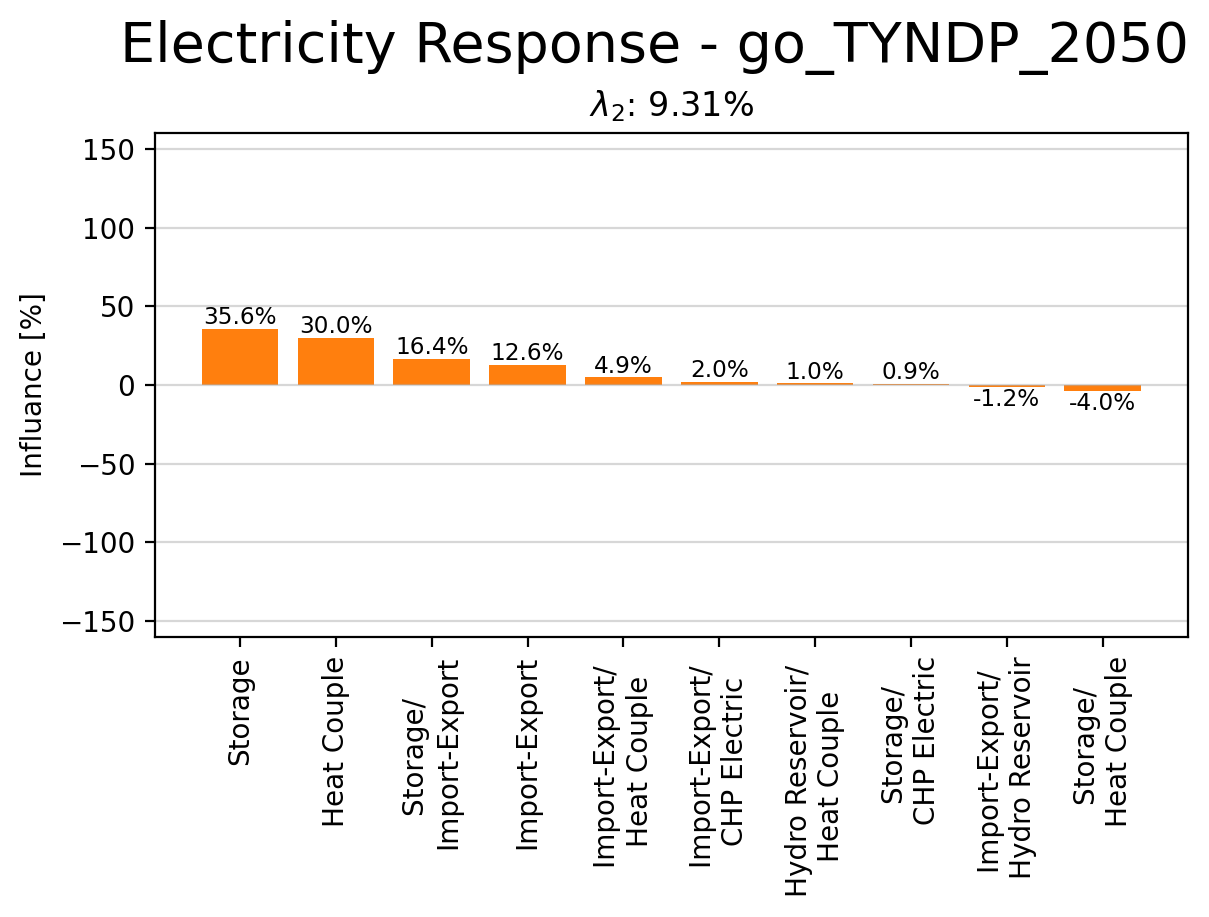 Electricity Response - go_TYNDP_2050
λ2: 9.31%
Influance [%]
150
100
50
0
−50
−100
−150
35.6%
30.0%
16.4%
12.6%
4.9%
2.0%
1.0%
0.9%
-1.2%
-4.0%
Storage
Heat Couple
Storage/
Import-Export
Import-Export
Import-Export/
Heat Couple
Import-Export/
CHP Electric
Hydro Reservoir/
Heat Couple
Storage/
CHP Electric
Import-Export/
Hydro Reservoir
Storage/
Heat Couple